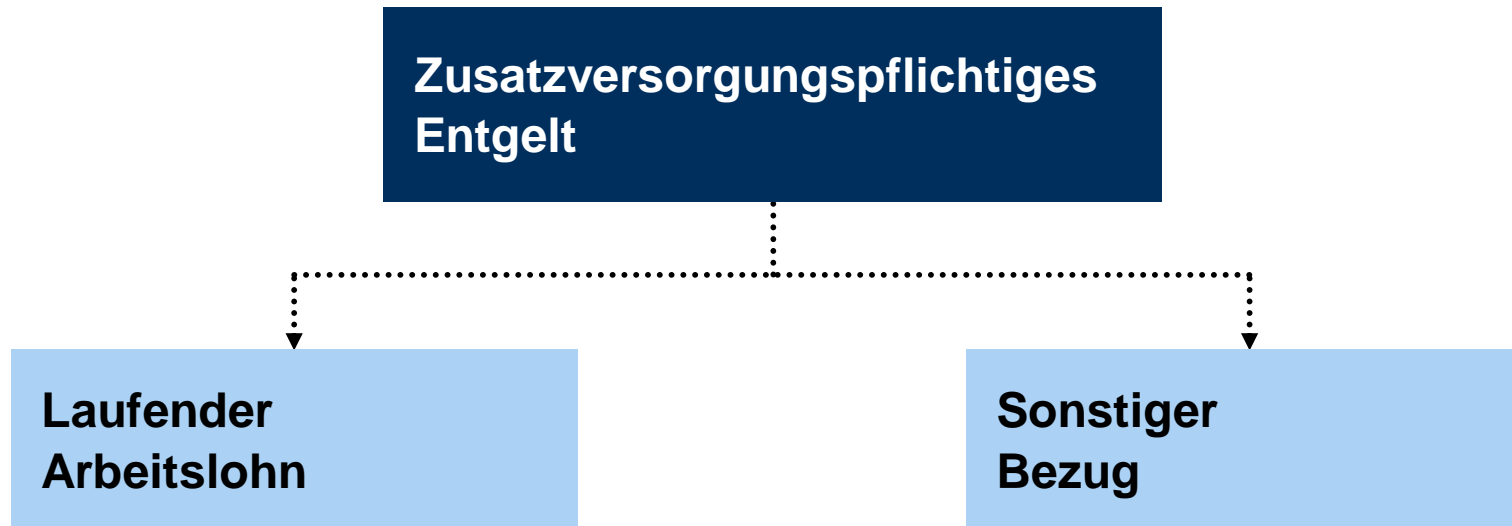 Zusatzversorgungspflichtiges
Entgelt
Laufender
Arbeitslohn
Sonstiger
Bezug